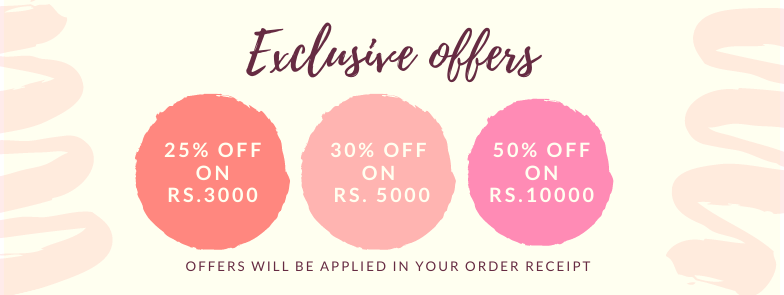 Exclusive offers
25% OFF
ON
RS.3000
30% OFF
ON
RS. 5000
50% OFF
ON
RS.10000
OFFERS WILL BE APPLIED IN YOUR ORDER RECEIPT